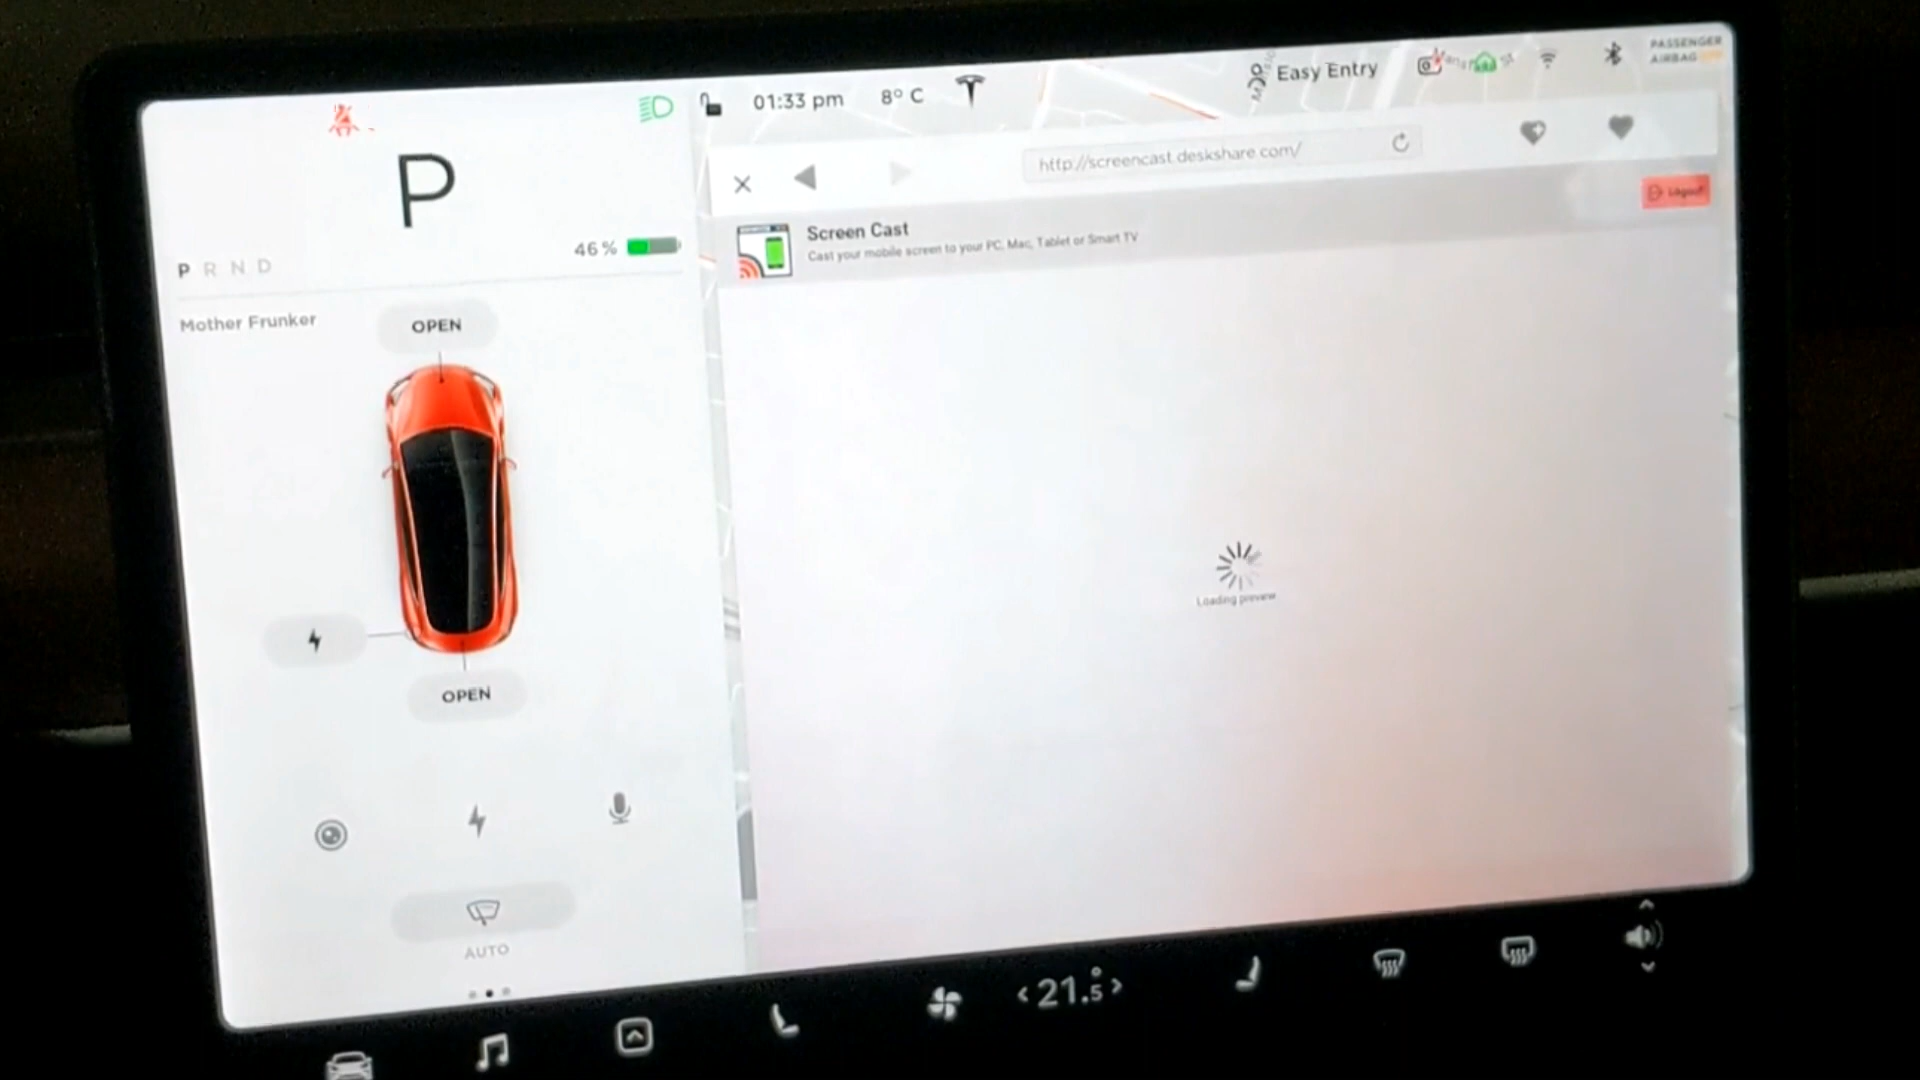 01:33 pm
8° C
Easy Entry
PASSENGER
AIRBAG
P
46 %
P R N D
http://screencast.deskshare.com/
Logout
Screen Cast
Cast your mobile screen to your PC, Mac, Tablet or Smart TV
Mother Frunker
OPEN
Loading preview
OPEN
AUTO
21.5°